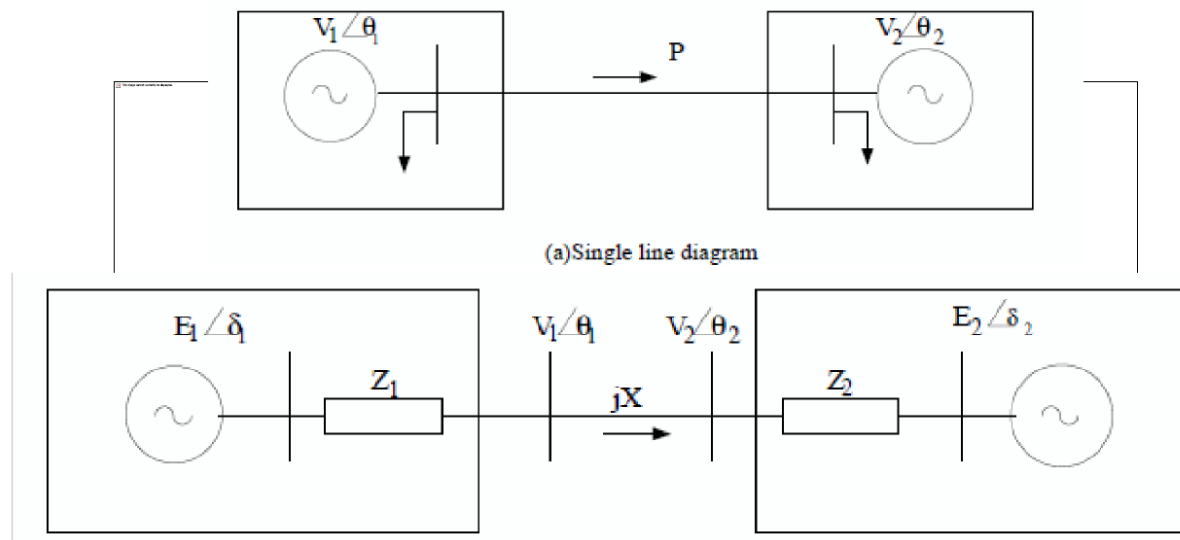 V₁∠θ₁
V₂∠θ₂
P
(a)Single line diagram
E₁∠δ₁
V₁∠θ₁
V₂∠θ₂
E₂∠δ₂
Z₁
jX
Z₂